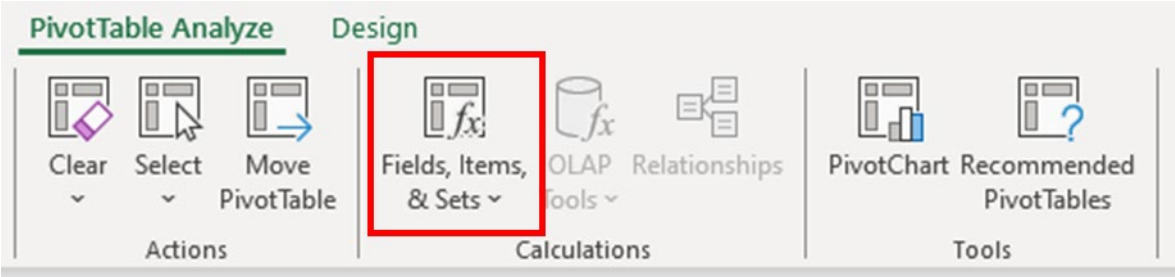 PivotTable Analyze Design
Clear
Select
Move
PivotTable
Fields, Items,
& Sets
OLAP
Tools
Relationships
PivotChart
Recommended
PivotTables
Actions
Calculations
Tools